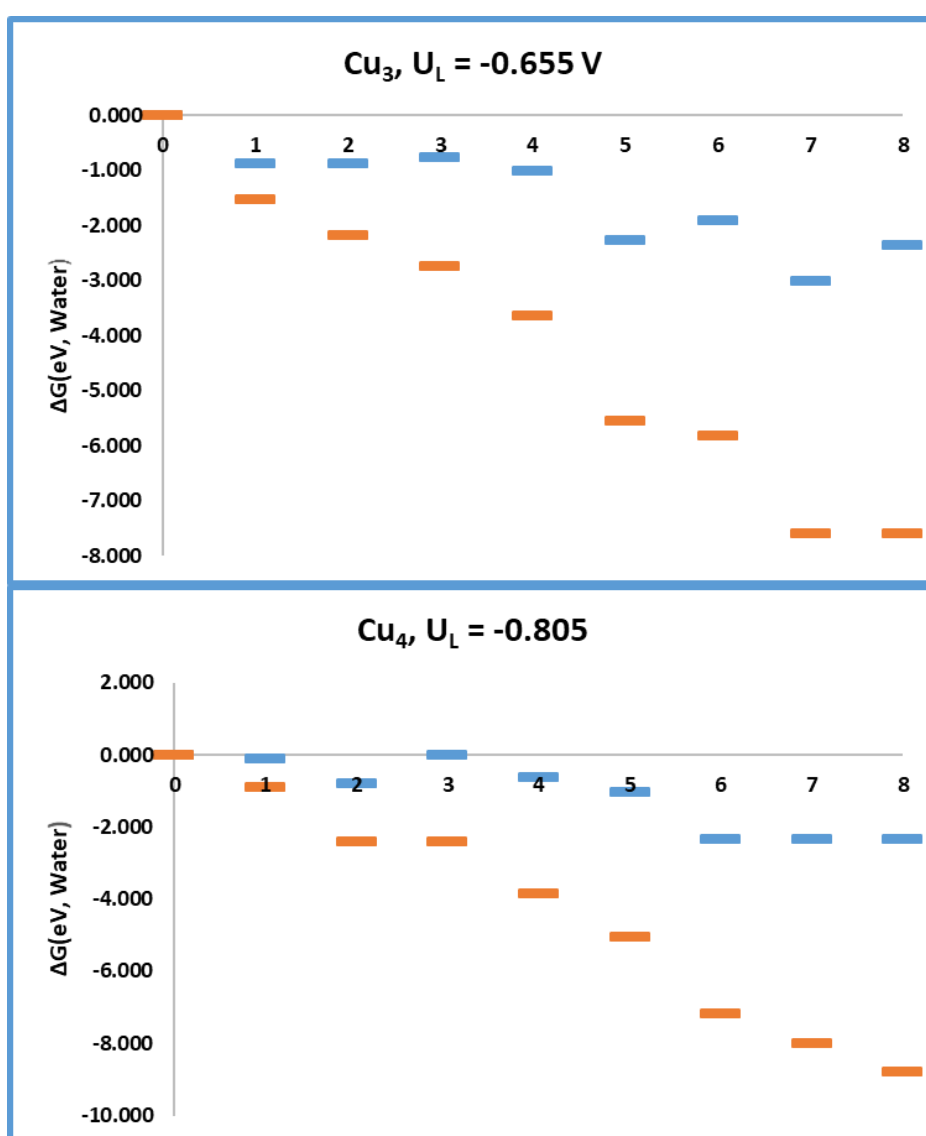 Cu₃, U_L = -0.655 V
0.000
0 1 2 3 4 5 6 7 8
-1.000
-2.000
-3.000
-4.000
-5.000
-6.000
-7.000
-8.000
ΔG(eV, Water)
Cu₄, U_L = -0.805
2.000
0.000
0 1 2 3 4 5 6 7 8
-2.000
-4.000
-6.000
-8.000
-10.000
ΔG(eV, Water)